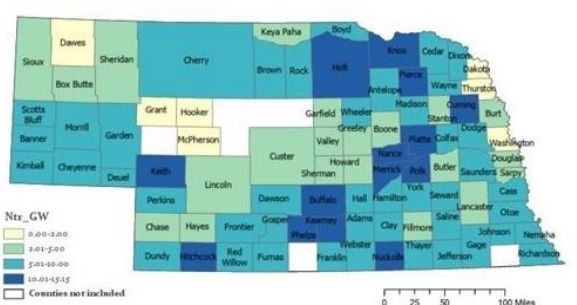 Keya Paha Boyd
Dawes Knox Cedar Dixon
Sioux Sheridan Cherry Holt Dakota
Brown Rock Pierce Wayne Thurston
Box Butte Antelope
Scotts Bluff Grant Hooker Garfield Wheeler Madison Stanton Cuming Burt
Banner Morrill Garden McPherson Greeley Boone Platte Colfax Dodge Washington
Valley Nance Douglas
Kimball Cheyenne Deuel Keith Custer Sherman Howard Merrick Polk Butler Saunders Sarpy
Lincoln York Cass
Perkins Dawson Buffalo Hall Hamilton Seward Lancaster Otoe
Ntr_GW
0.00-2.00
2.01-5.00
5.01-10.00
10.01-15.15
Counties not included
Chase Hayes Frontier Gosper Phelps Kearney Adams Clay Fillmore Saline Johnson Nemaha
Dundy Hitchcock Red Willow Furnas Franklin Webster Nuckolls Thayer Jefferson Gage Richardson
0 25 50 100 Miles